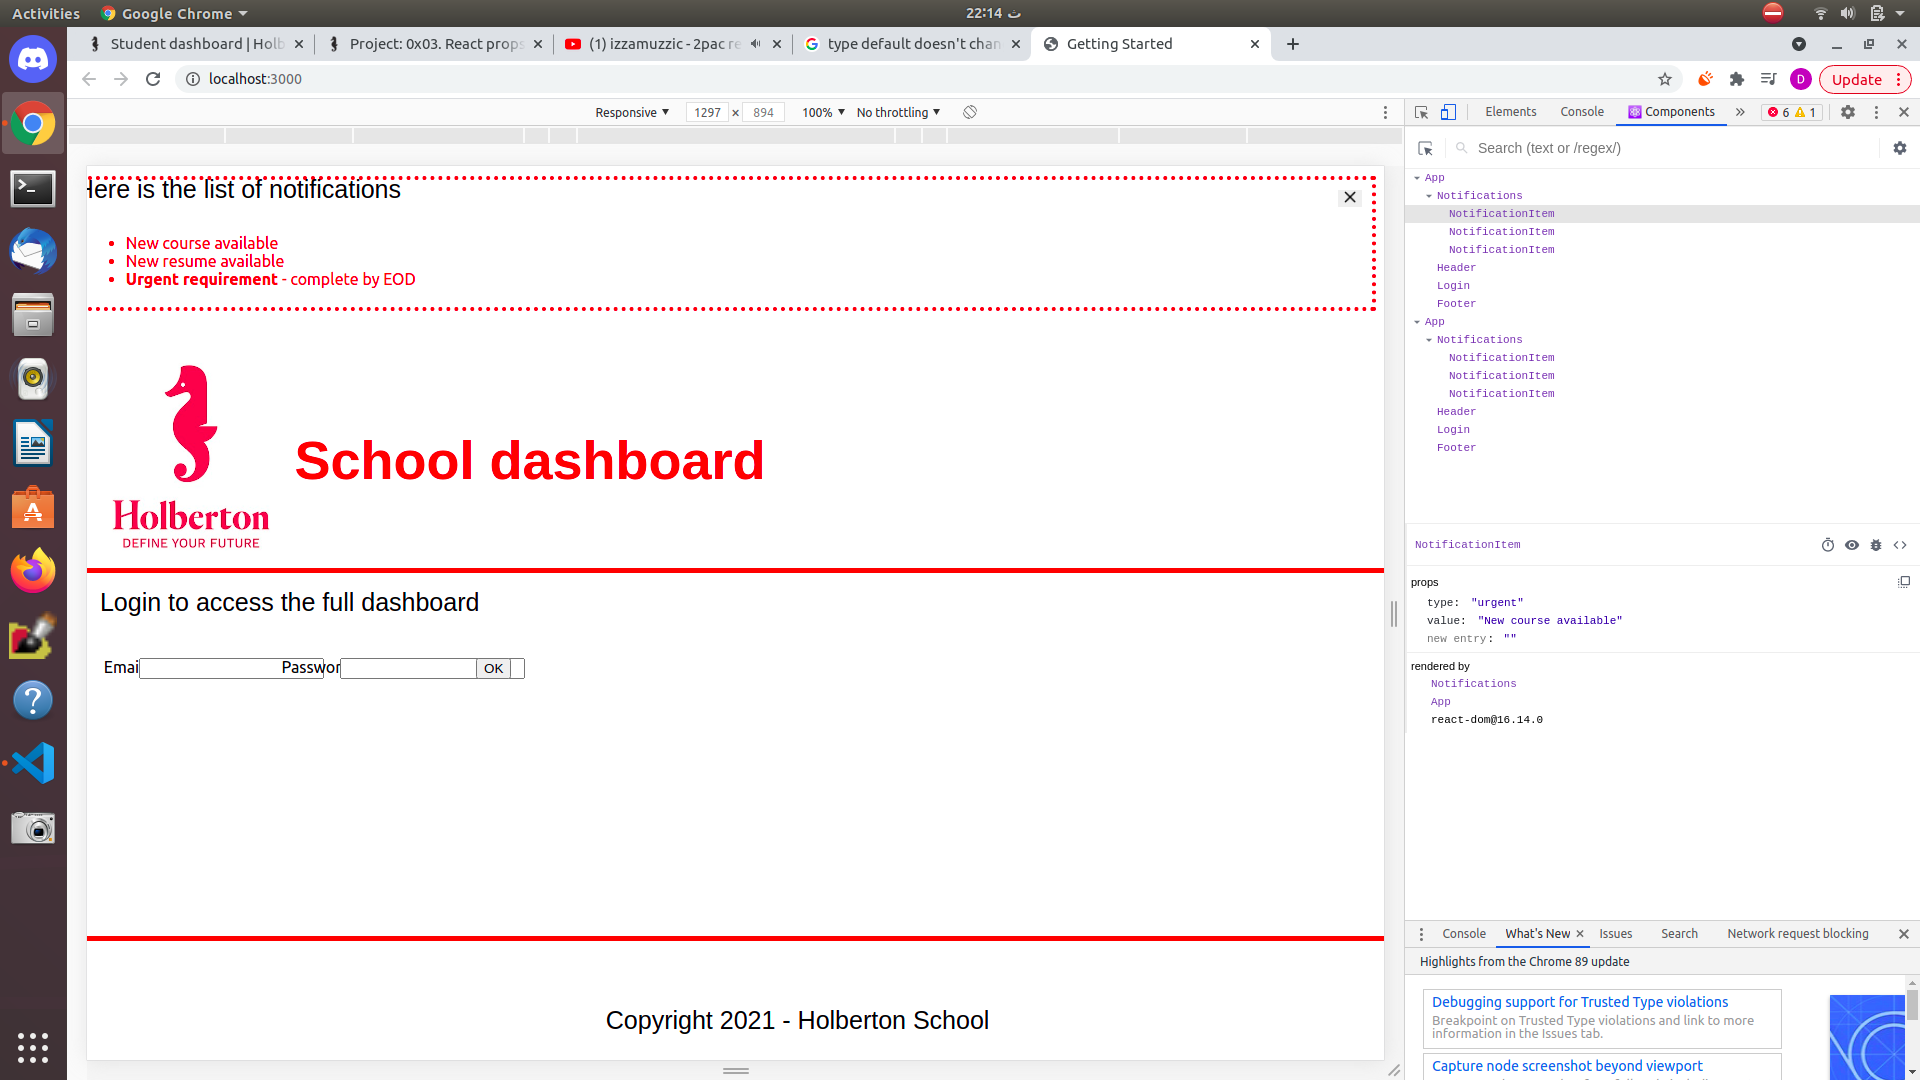 Activities
Google Chrome
22:14 ث
Student dashboard | Holb
Project: 0x03. React props
(1) izzamuzzic - 2pac re
type default doesn't chan
Getting Started
localhost:3000
D
Update
Responsive
1297 × 894
100%
No throttling
Elements
Console
Components
6
1
Search (text or /regex/)
Here is the list of notifications
New course available
New resume available
Urgent requirement - complete by EOD
School dashboard
Holberton
DEFINE YOUR FUTURE
Login to access the full dashboard
Emai
Passwor
OK
Copyright 2021 - Holberton School
App
Notifications
NotificationItem
NotificationItem
NotificationItem
Header
Login
Footer
App
Notifications
NotificationItem
NotificationItem
NotificationItem
Header
Login
Footer
NotificationItem
props
type: "urgent"
value: "New course available"
new entry: ""
rendered by
Notifications
App
react-dom@16.14.0
Console
What's New
Issues
Search
Network request blocking
Highlights from the Chrome 89 update
Debugging support for Trusted Type violations
Breakpoint on Trusted Type violations and link to more
information in the Issues tab.
Capture node screenshot beyond viewport